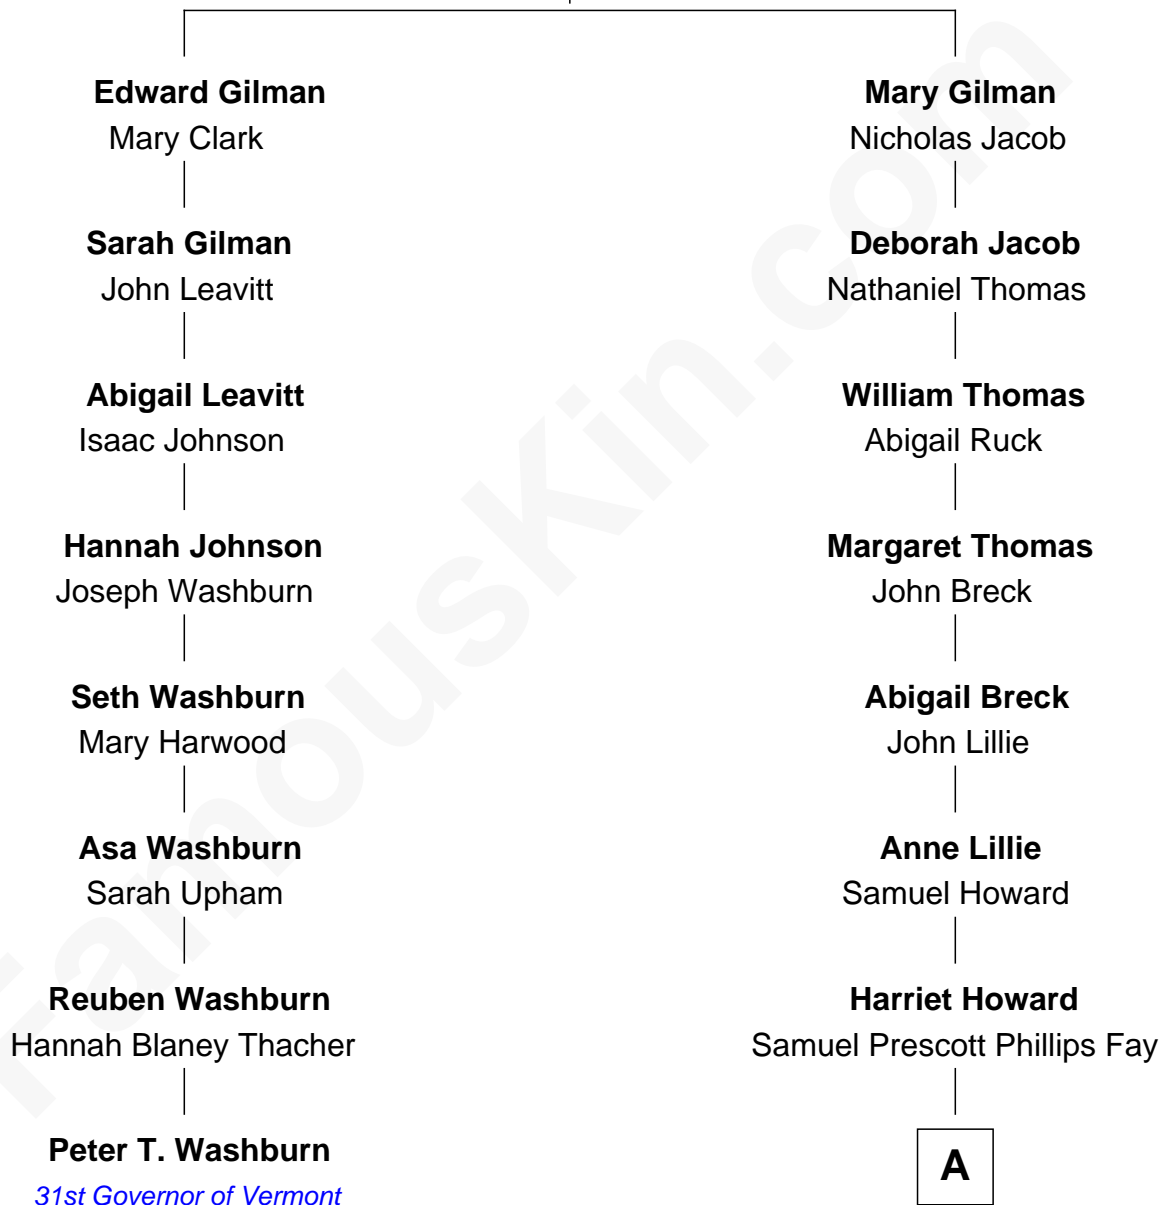 Edward Gilman
Mary Clark
Sarah Gilman
John Leavitt
Abigail Leavitt
Isaac Johnson
Hannah Johnson
Joseph Washburn
Seth Washburn
Mary Harwood
Asa Washburn
Sarah Upham
Reuben Washburn
Hannah Blaney Thacher
Peter T. Washburn
31st Governor of Vermont
Mary Gilman
Nicholas Jacob
Deborah Jacob
Nathaniel Thomas
William Thomas
Abigail Ruck
Margaret Thomas
John Breck
Abigail Breck
John Lillie
Anne Lillie
Samuel Howard
Harriet Howard
Samuel Prescott Phillips Fay
A
FamousKin.com